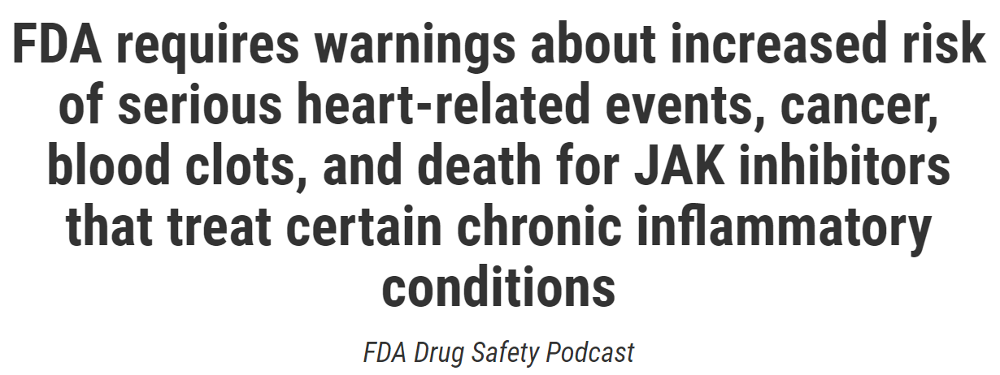 FDA requires warnings about increased risk
of serious heart-related events, cancer,
blood clots, and death for JAK inhibitors
that treat certain chronic inflammatory
conditions
FDA Drug Safety Podcast